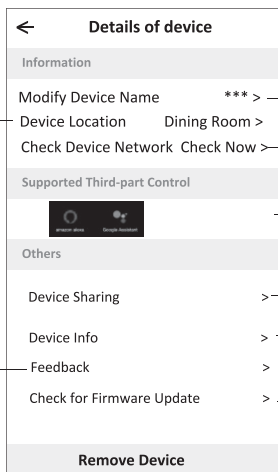 ← Details of device
Information
Modify Device Name *** >
Device Location Dining Room >
Check Device Network Check Now >
Supported Third-part Control
amazon alexa Google Assistant
Others
Device Sharing >
Device Info >
Feedback >
Check for Firmware Update >
Remove Device